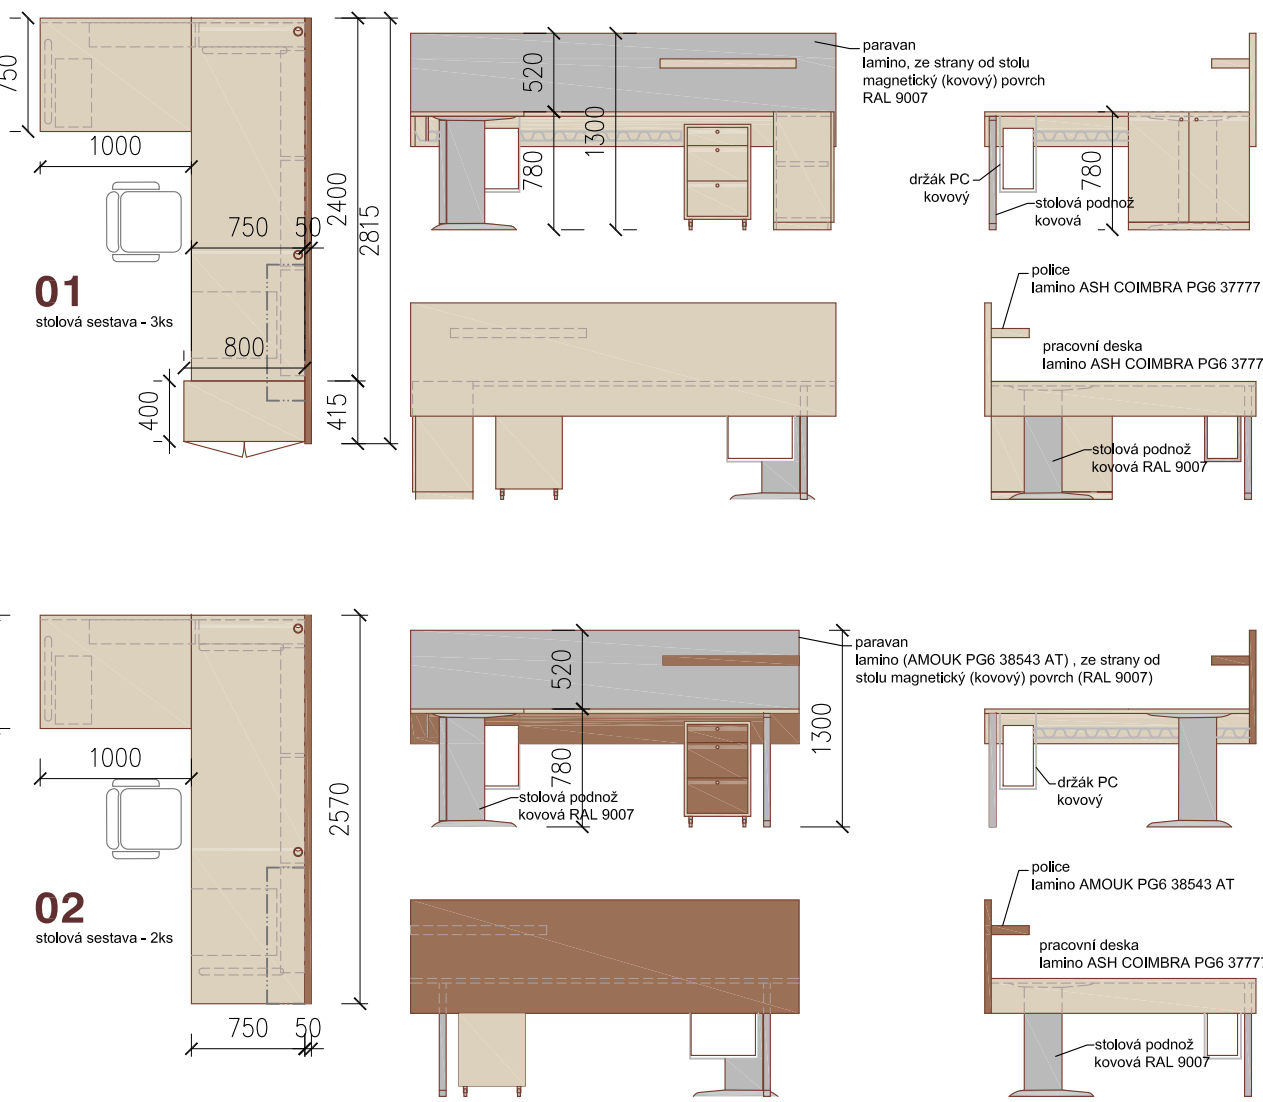 750
1000
2400
2815
750
50
01
stolová sestava - 3ks
800
400
415
520
1300
780
paravan
lamino, ze strany od stolu
magnetický (kovový) povrch
RAL 9007
držák PC
kovový
780
stolová podnož
kovová
police
lamino ASH COIMBRA PG6 37777
pracovní deska
lamino ASH COIMBRA PG6 3777
stolová podnož
kovová RAL 9007
1000
2570
02
stolová sestava - 2ks
750
50
520
780
1300
stolová podnož
kovová RAL 9007
paravan
lamino (AMOUK PG6 38543 AT) , ze strany od
stolu magnetický (kovový) povrch (RAL 9007)
držák PC
kovový
police
lamino AMOUK PG6 38543 AT
pracovní deska
lamino ASH COIMBRA PG6 37777
stolová podnož
kovová RAL 9007